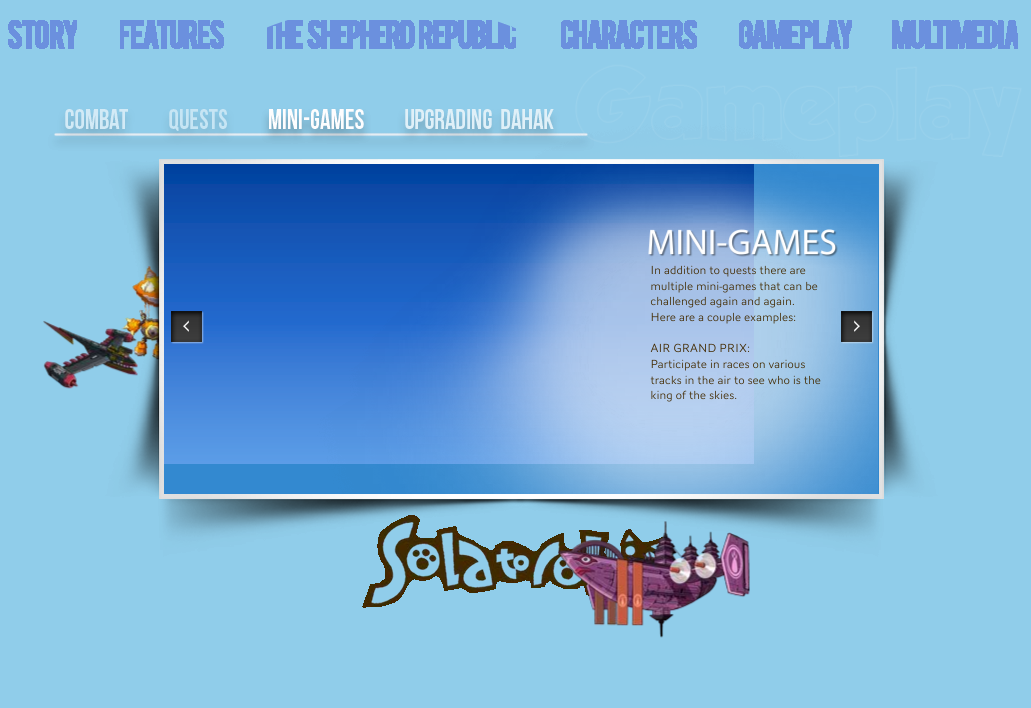 STORY FEATURES THE SHEPHERD REPUBLIC CHARACTERS GAMEPLAY MULTIMEDIA
Gameplay
COMBAT QUESTS MINI-GAMES UPGRADING DAHAK
MINI-GAMES
In addition to quests there are
multiple mini-games that can be
challenged again and again.
Here are a couple examples:
AIR GRAND PRIX:
Participate in races on various
tracks in the air to see who is the
king of the skies.
Solatorobo